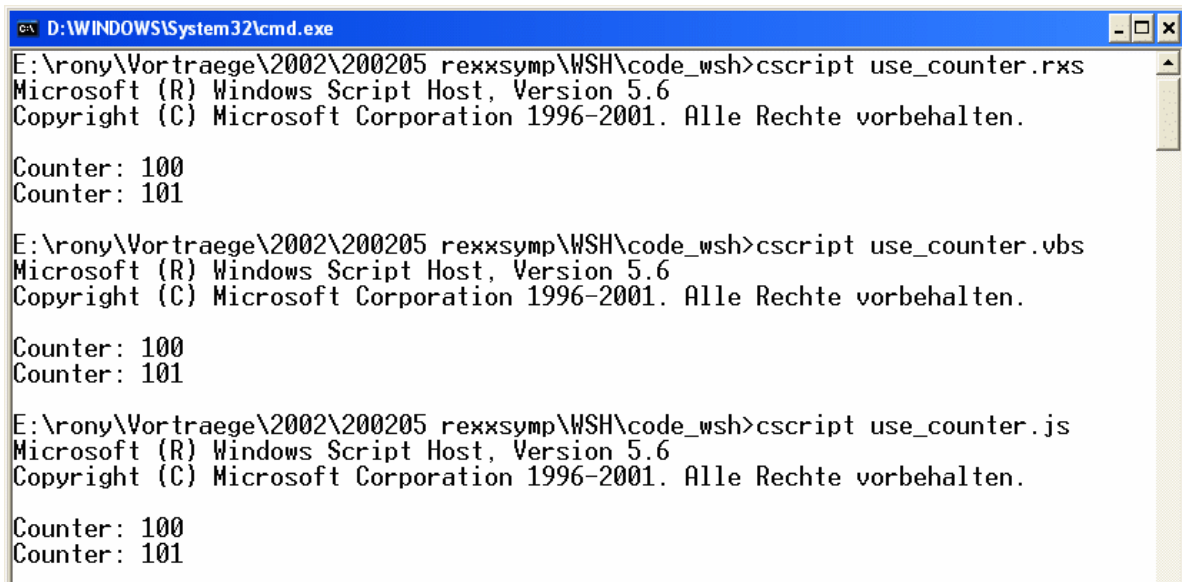 D:\WINDOWS\System32\cmd.exe
E:\rony\Vortraege\2002\200205 rexxsymp\WSH\code_wsh>cscript use_counter.rxs
Microsoft (R) Windows Script Host, Version 5.6
Copyright (C) Microsoft Corporation 1996-2001. Alle Rechte vorbehalten.
Counter: 100
Counter: 101
E:\rony\Vortraege\2002\200205 rexxsymp\WSH\code_wsh>cscript use_counter.vbs
Microsoft (R) Windows Script Host, Version 5.6
Copyright (C) Microsoft Corporation 1996-2001. Alle Rechte vorbehalten.
Counter: 100
Counter: 101
E:\rony\Vortraege\2002\200205 rexxsymp\WSH\code_wsh>cscript use_counter.js
Microsoft (R) Windows Script Host, Version 5.6
Copyright (C) Microsoft Corporation 1996-2001. Alle Rechte vorbehalten.
Counter: 100
Counter: 101